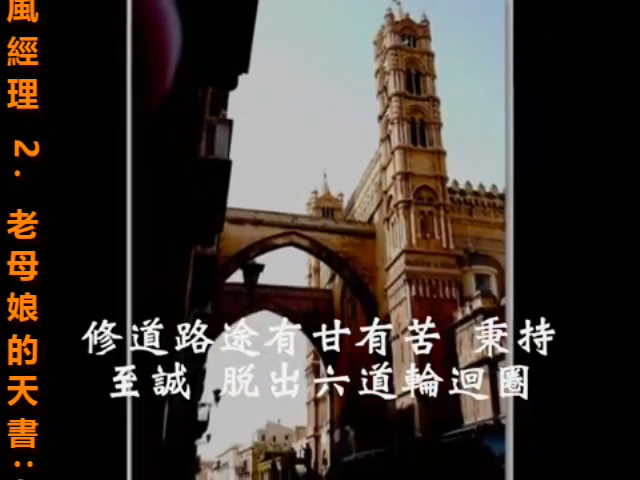 風經理 2. 老母娘的天書:
修道路途有甘有苦 秉持
至誠 脫出六道輪迴圈